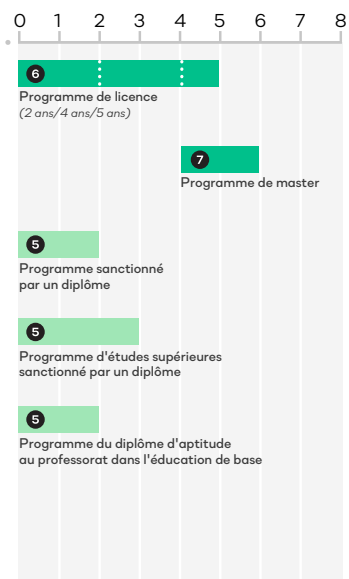 0 1 2 3 4 5 6 7 8
6
Programme de licence
(2 ans/4 ans/5 ans)
7
Programme de master
5
Programme sanctionné
par un diplôme
5
Programme d'études supérieures
sanctionné par un diplôme
5
Programme du diplôme d'aptitude
au professorat dans l'éducation de base